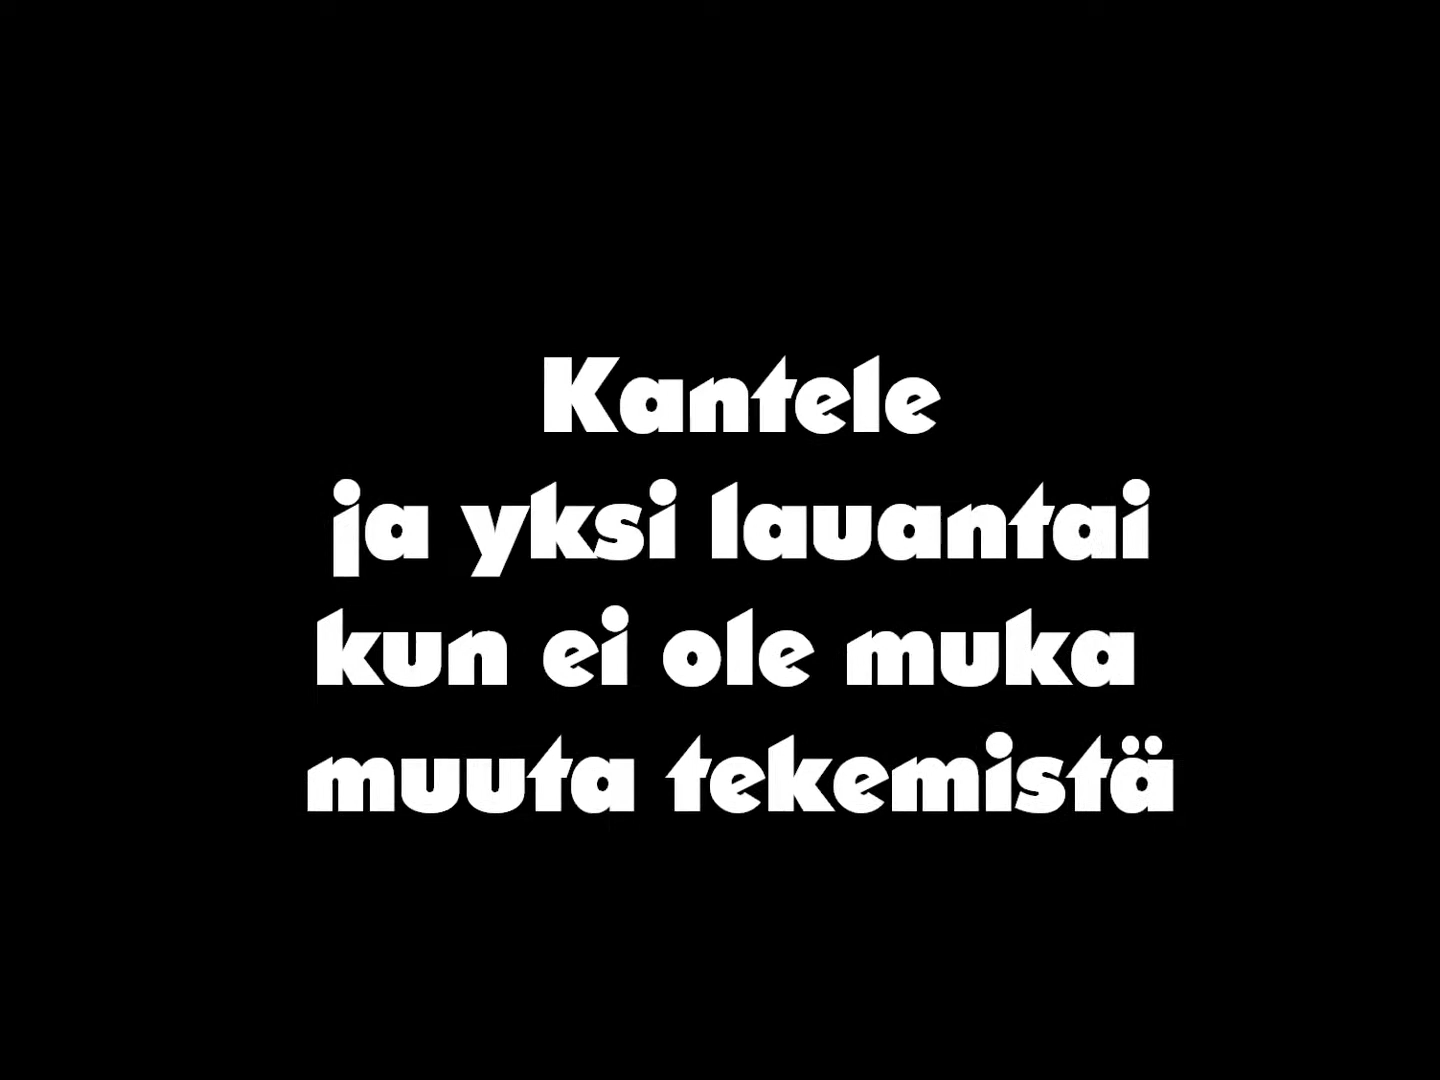 Kantele
ja yksi lauantai
kun ei ole muka
muuta tekemistä